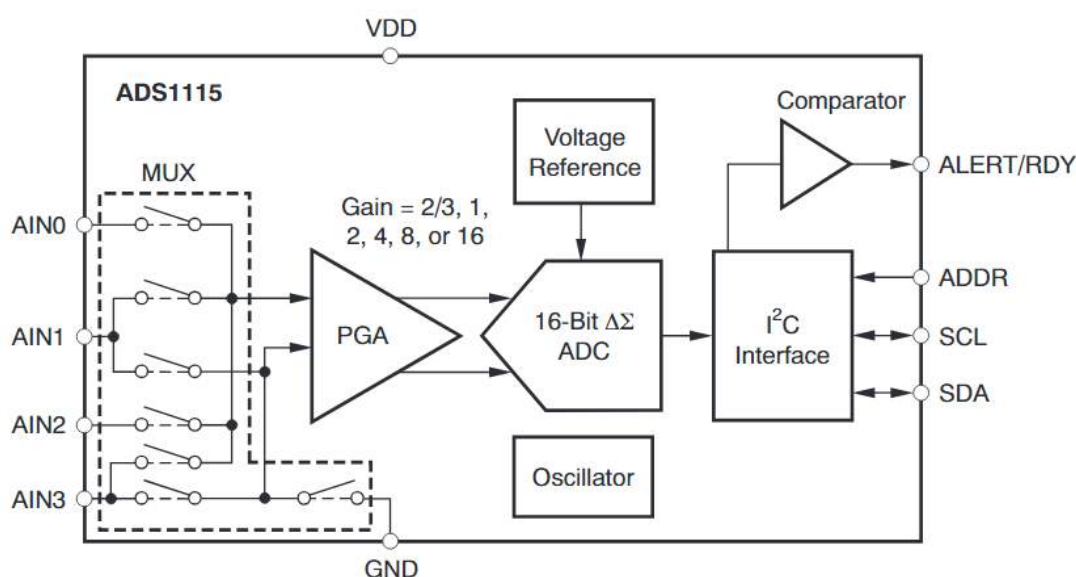 VDD
ADS1115
Comparator
Voltage
Reference
ALERT/RDY
MUX
Gain = 2/3, 1,
2, 4, 8, or 16
AIN0
ADDR
AIN1
PGA
16-Bit ΔΣ
ADC
I²C
Interface
SCL
SDA
AIN2
Oscillator
AIN3
GND